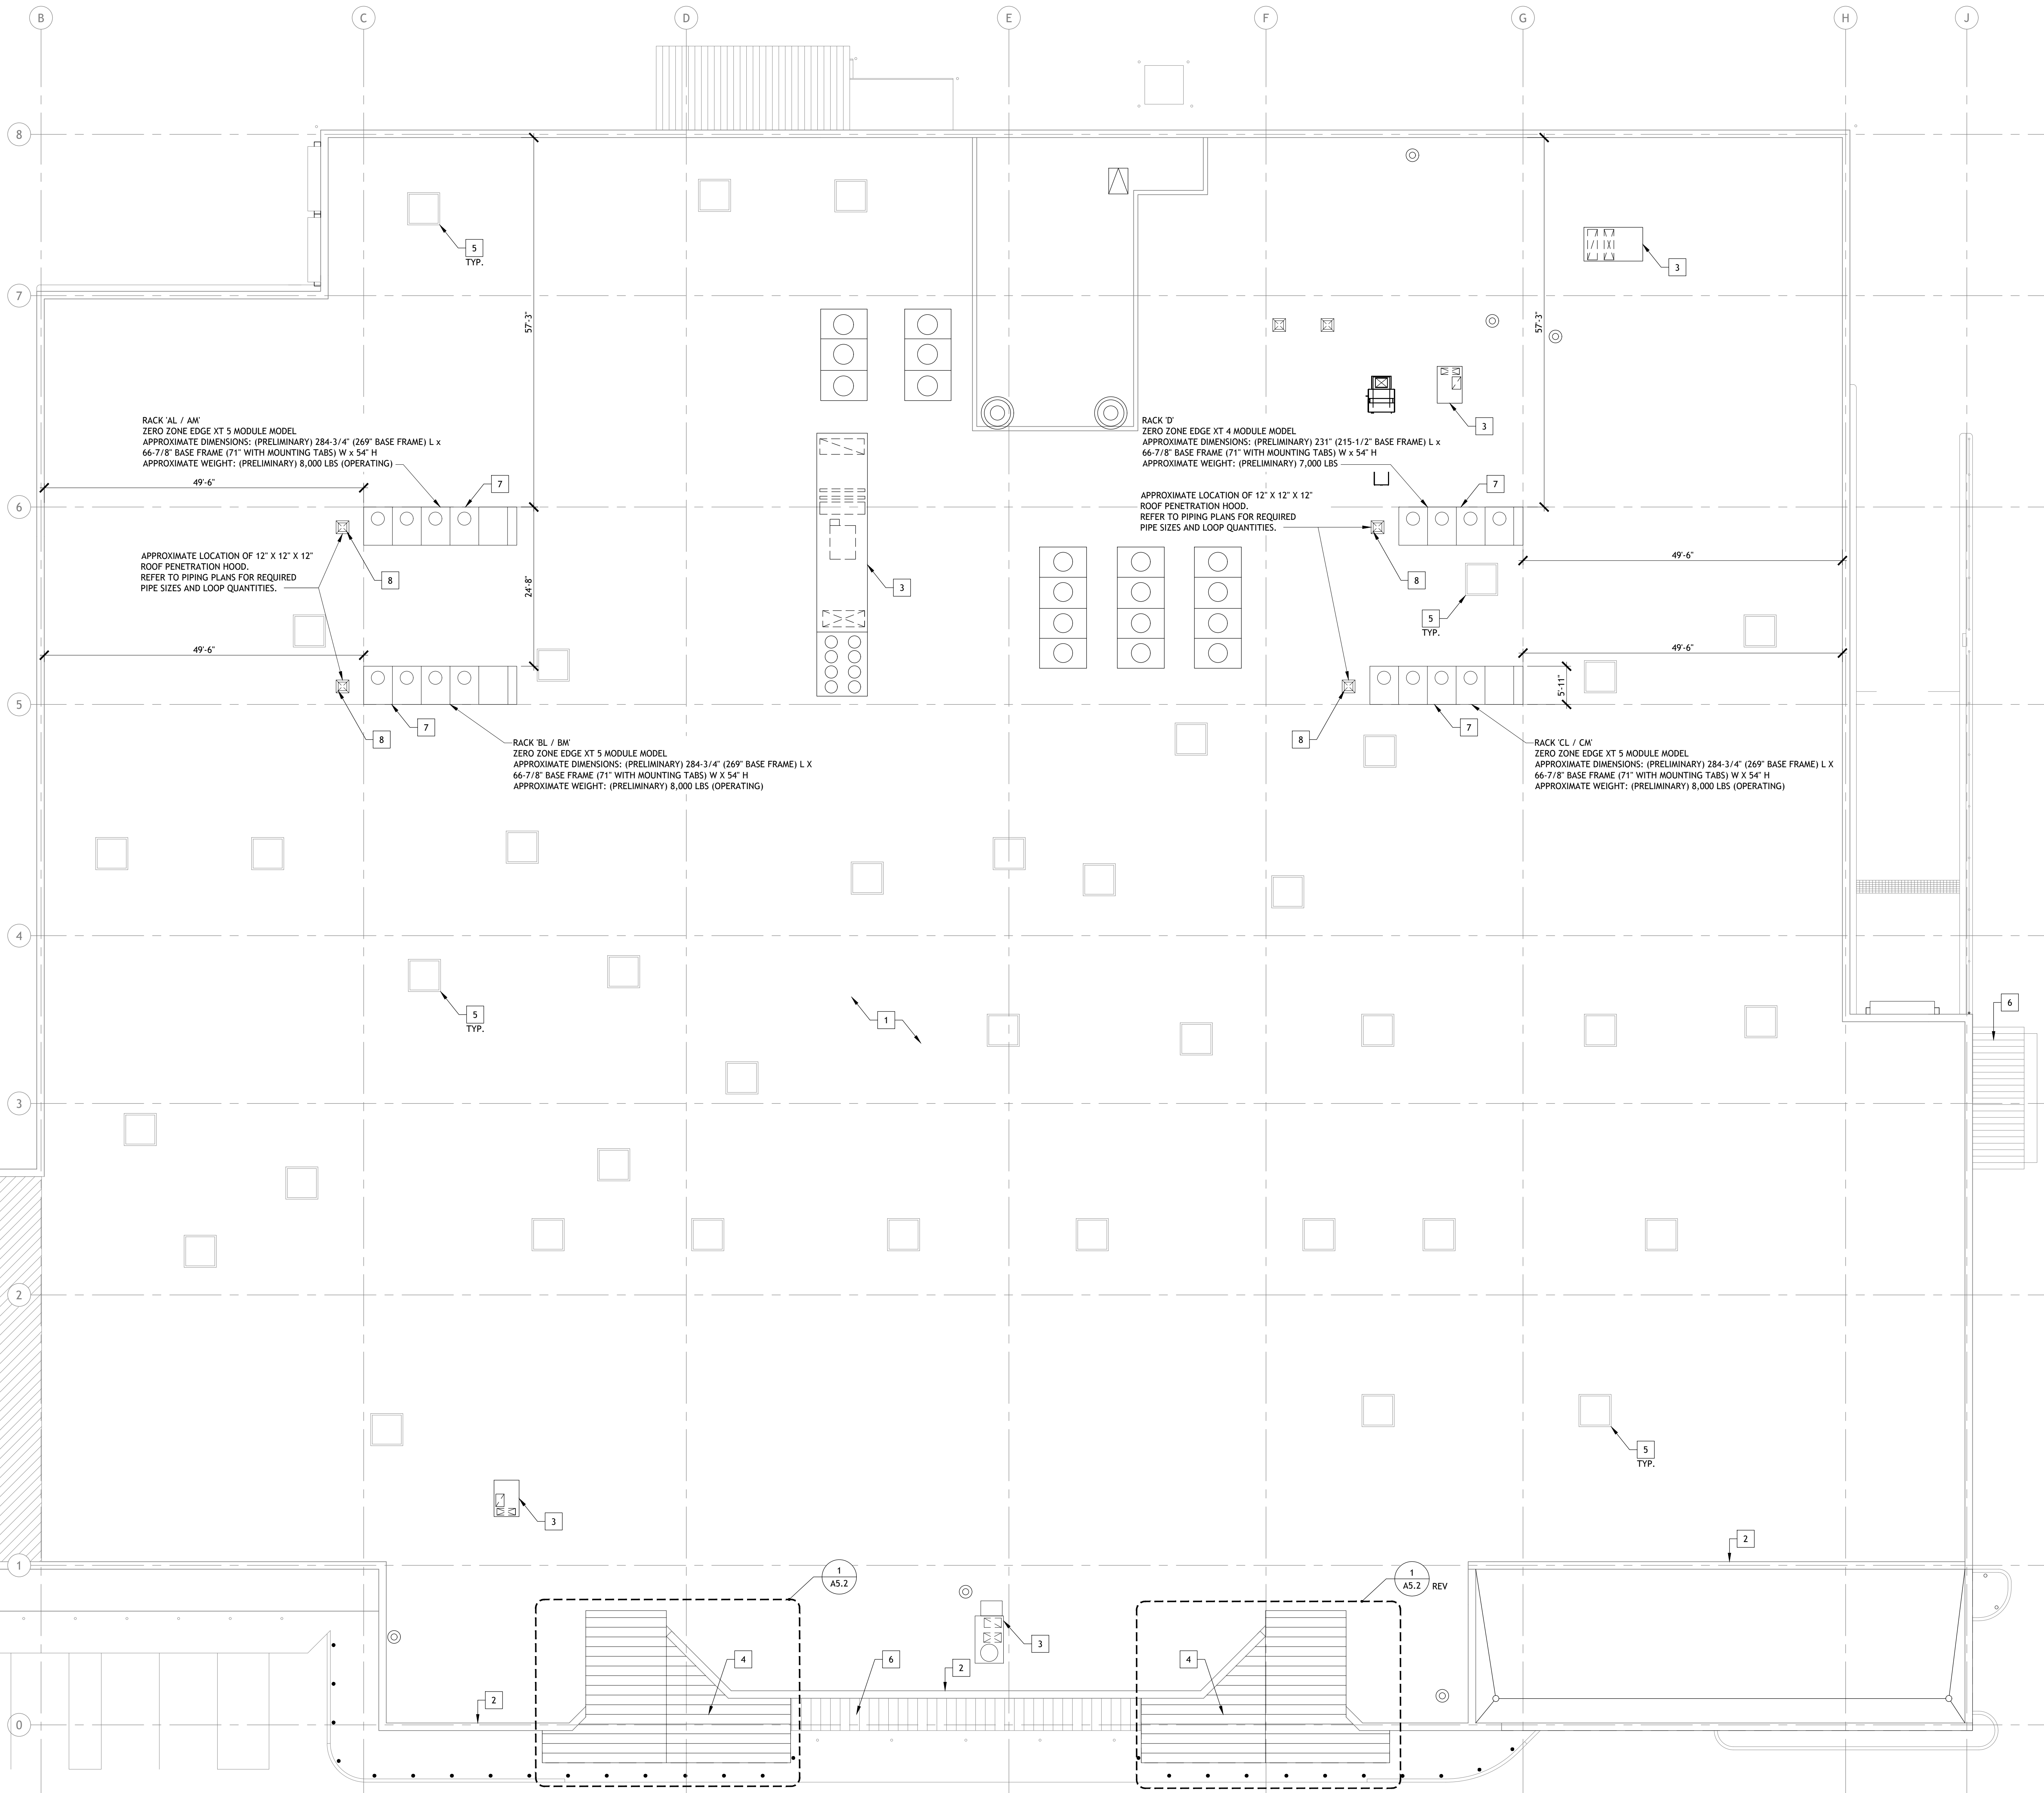 B
C
D
E
F
G
H
J
8
5
TYP.
3
7
57'-3"
57'-3"
3
RACK 'AL / AM'
ZERO ZONE EDGE XT 5 MODULE MODEL
APPROXIMATE DIMENSIONS: (PRELIMINARY) 284-3/4" (269" BASE FRAME) L x
66-7/8" BASE FRAME (71" WITH MOUNTING TABS) W x 54" H
APPROXIMATE WEIGHT: (PRELIMINARY) 8,000 LBS (OPERATING)
RACK 'D'
ZERO ZONE EDGE XT 4 MODULE MODEL
APPROXIMATE DIMENSIONS: (PRELIMINARY) 231" (215-1/2" BASE FRAME) L x
66-7/8" BASE FRAME (71" WITH MOUNTING TABS) W x 54" H
APPROXIMATE WEIGHT: (PRELIMINARY) 7,000 LBS
49'-6"
7
7
6
APPROXIMATE LOCATION OF 12" X 12" X 12"
ROOF PENETRATION HOOD.
REFER TO PIPING PLANS FOR REQUIRED
PIPE SIZES AND LOOP QUANTITIES.
APPROXIMATE LOCATION OF 12" X 12" X 12"
ROOF PENETRATION HOOD.
REFER TO PIPING PLANS FOR REQUIRED
PIPE SIZES AND LOOP QUANTITIES.
8
24'-8"
3
8
49'-6"
5
TYP.
49'-6"
49'-6"
5'-11"
5
8
7
8
7
RACK 'BL / BM'
ZERO ZONE EDGE XT 5 MODULE MODEL
APPROXIMATE DIMENSIONS: (PRELIMINARY) 284-3/4" (269" BASE FRAME) L X
66-7/8" BASE FRAME (71" WITH MOUNTING TABS) W X 54" H
APPROXIMATE WEIGHT: (PRELIMINARY) 8,000 LBS (OPERATING)
RACK 'CL / CM'
ZERO ZONE EDGE XT 5 MODULE MODEL
APPROXIMATE DIMENSIONS: (PRELIMINARY) 284-3/4" (269" BASE FRAME) L X
66-7/8" BASE FRAME (71" WITH MOUNTING TABS) W X 54" H
APPROXIMATE WEIGHT: (PRELIMINARY) 8,000 LBS (OPERATING)
4
5
TYP.
1
6
3
2
5
TYP.
3
2
1
1
A5.2
1
A5.2
REV
3
4
6
2
4
2
0